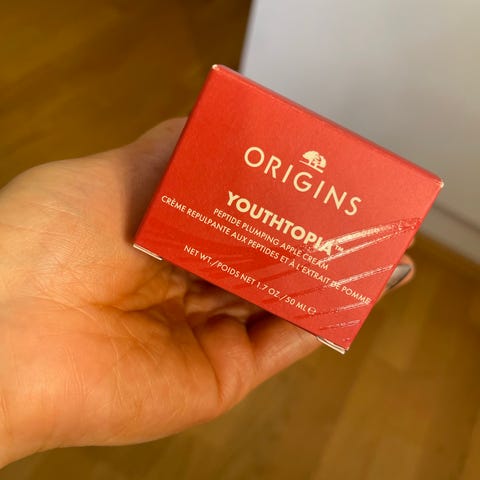 ORIGINS
YOUTHTOPIA™
PEPTIDE PLUMPING APPLE CREAM
CRÈME REPULPANTE AUX PEPTIDES ET À L'EXTRAIT DE POMME
NET WT./POIDS NET 1.7 OZ./50 ML ℮